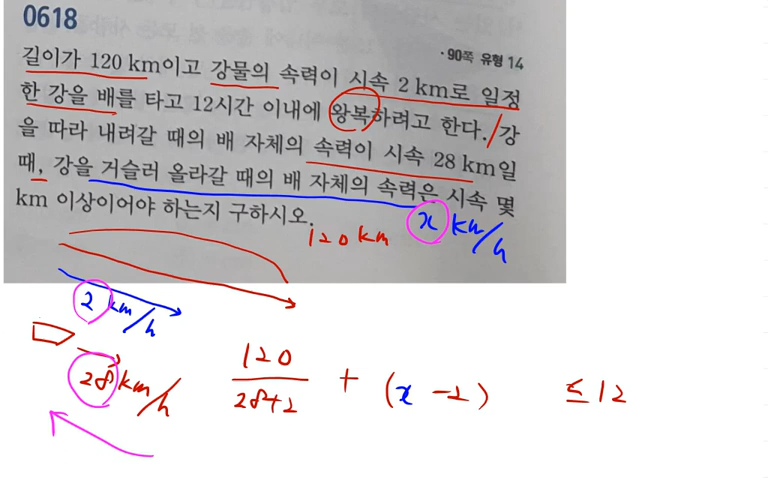 0618
· 90쪽 유형 14
길이가 120 km이고 강물의 속력이 시속 2 km로 일정
한 강을 배를 타고 12시간 이내에 왕복하려고 한다. 강
을 따라 내려갈 때의 배 자체의 속력이 시속 28 km일
때, 강을 거슬러 올라갈 때의 배 자체의 속력은 시속 몇
km 이상이어야 하는지 구하시오.
120 km
x km/h
2 km/h
28 km/h
120
28+2
+ (x - 2) ≤ 12